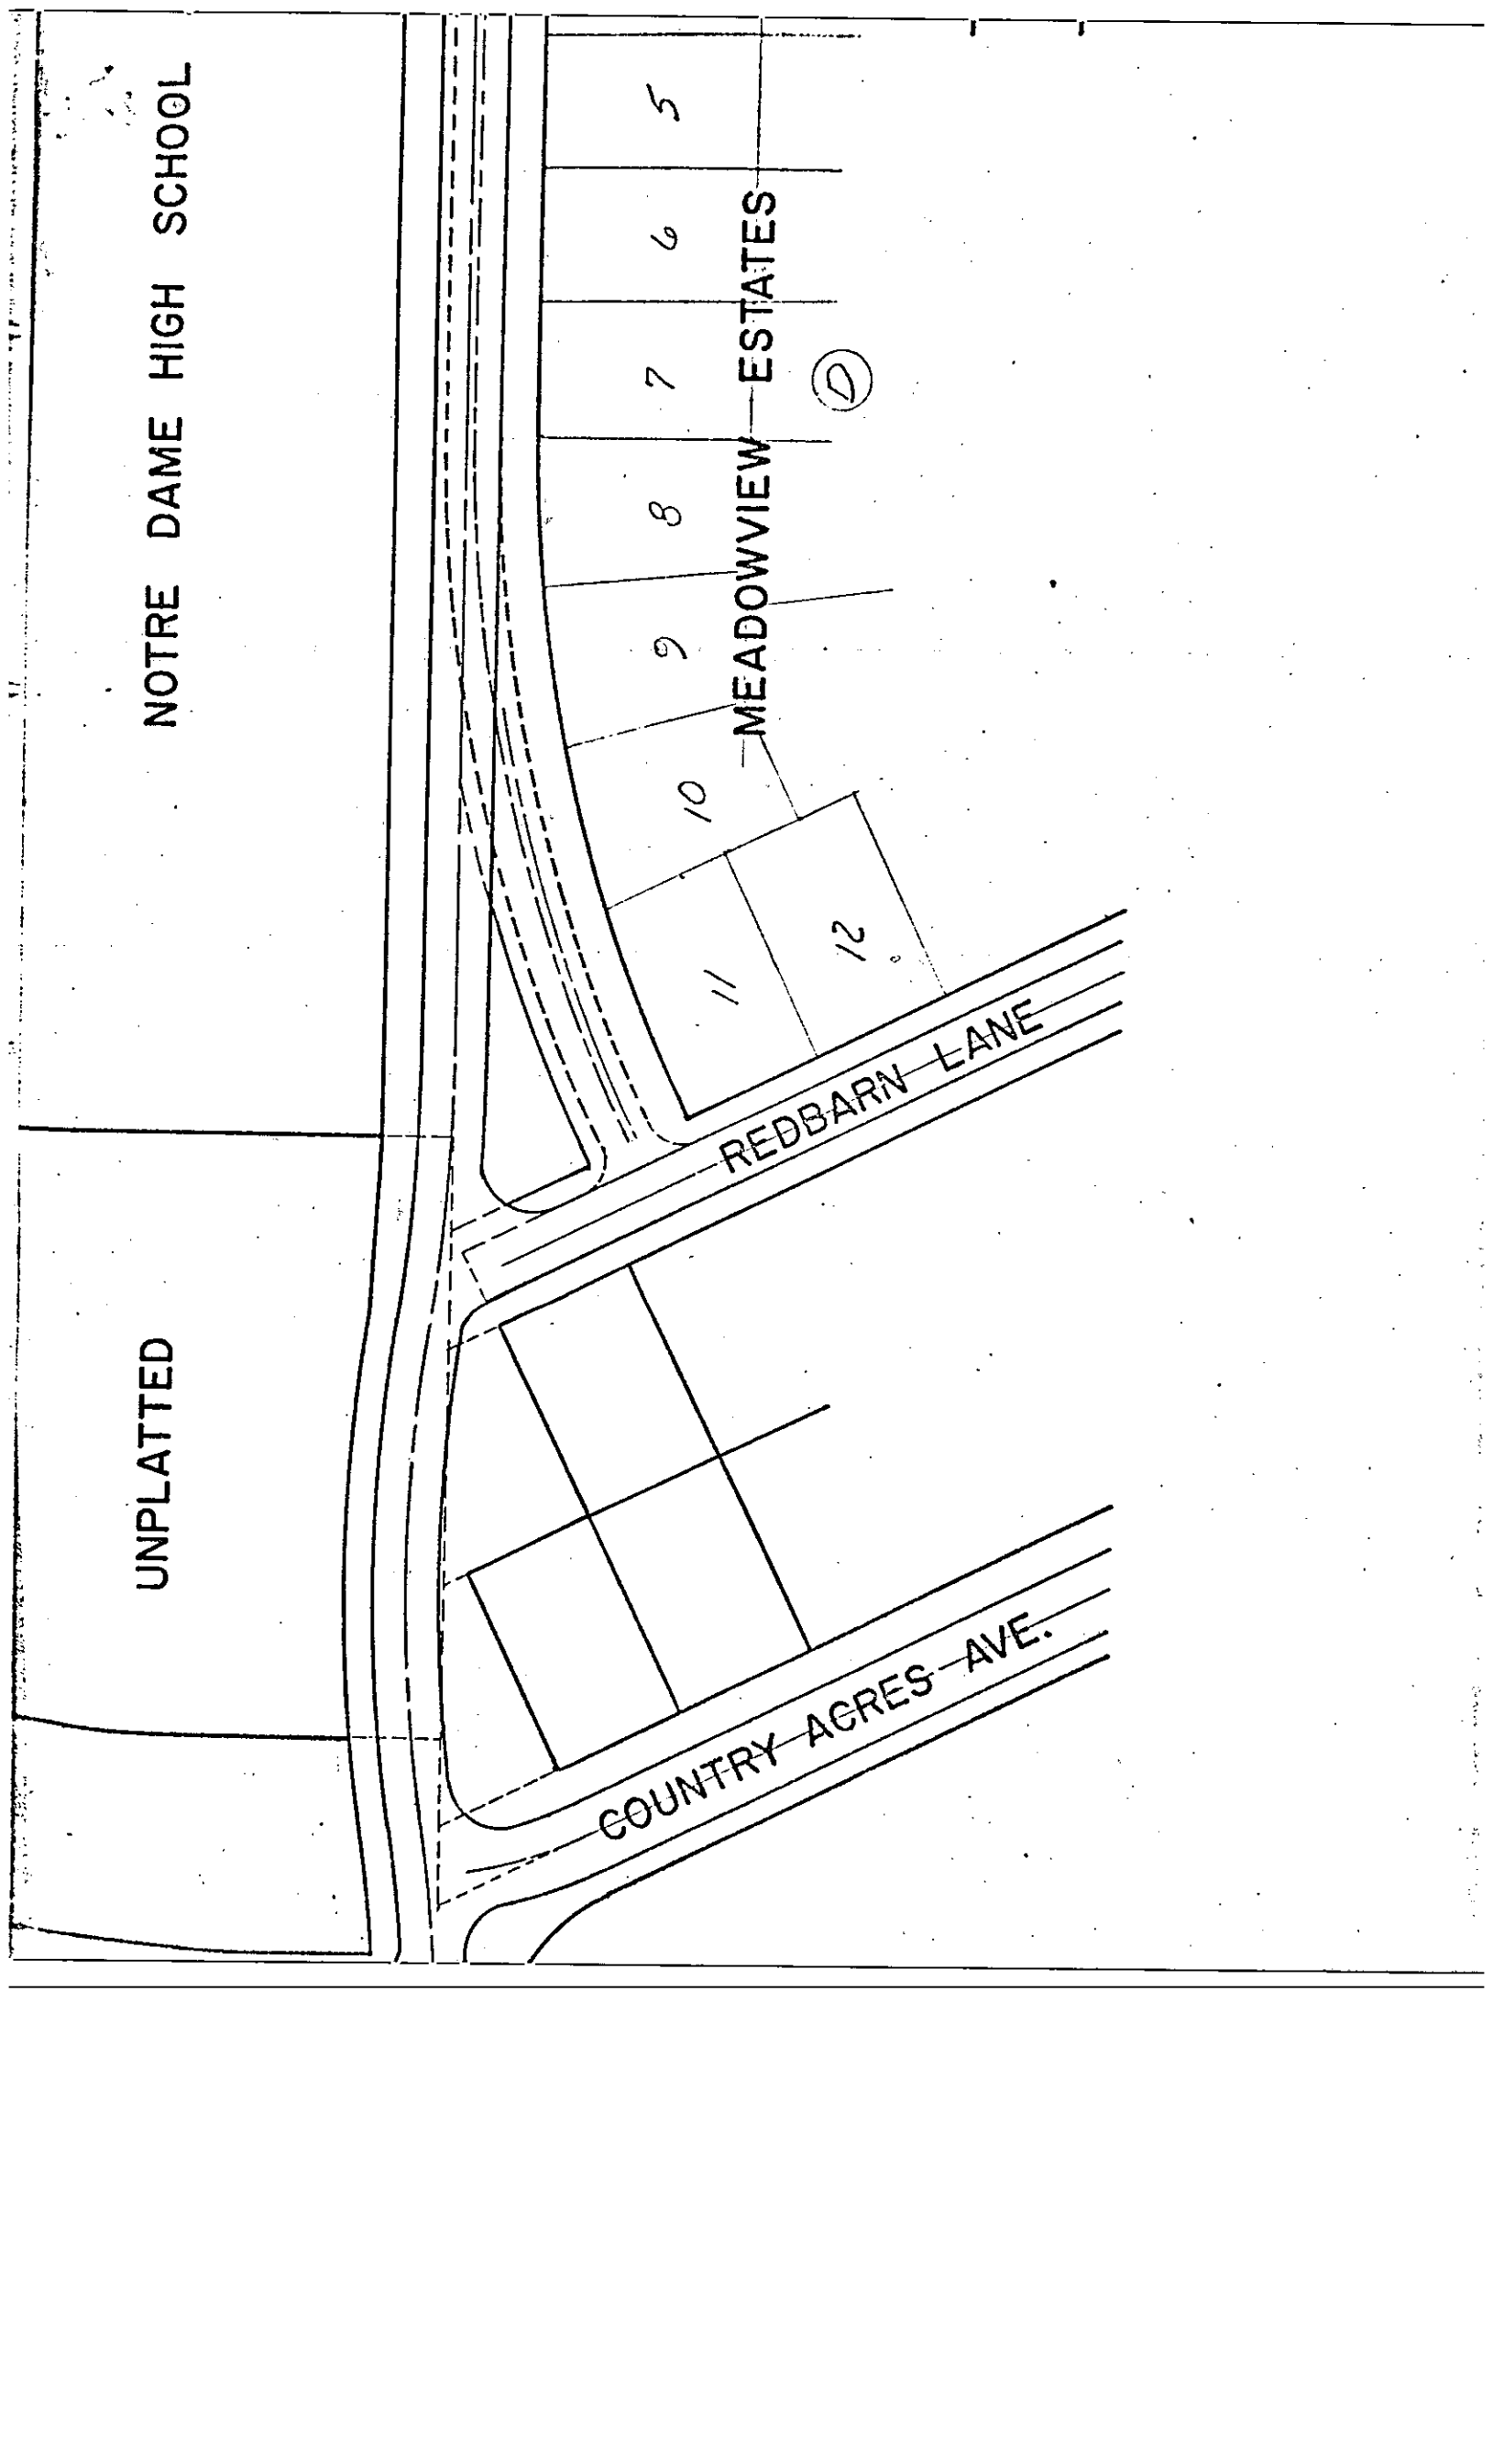 NOTRE DAME HIGH SCHOOL
UNPLATTED
5
6
7
8
9
10
11
12
MEADOWVIEW ESTATES
D
REDBARN LANE
COUNTRY ACRES AVE.